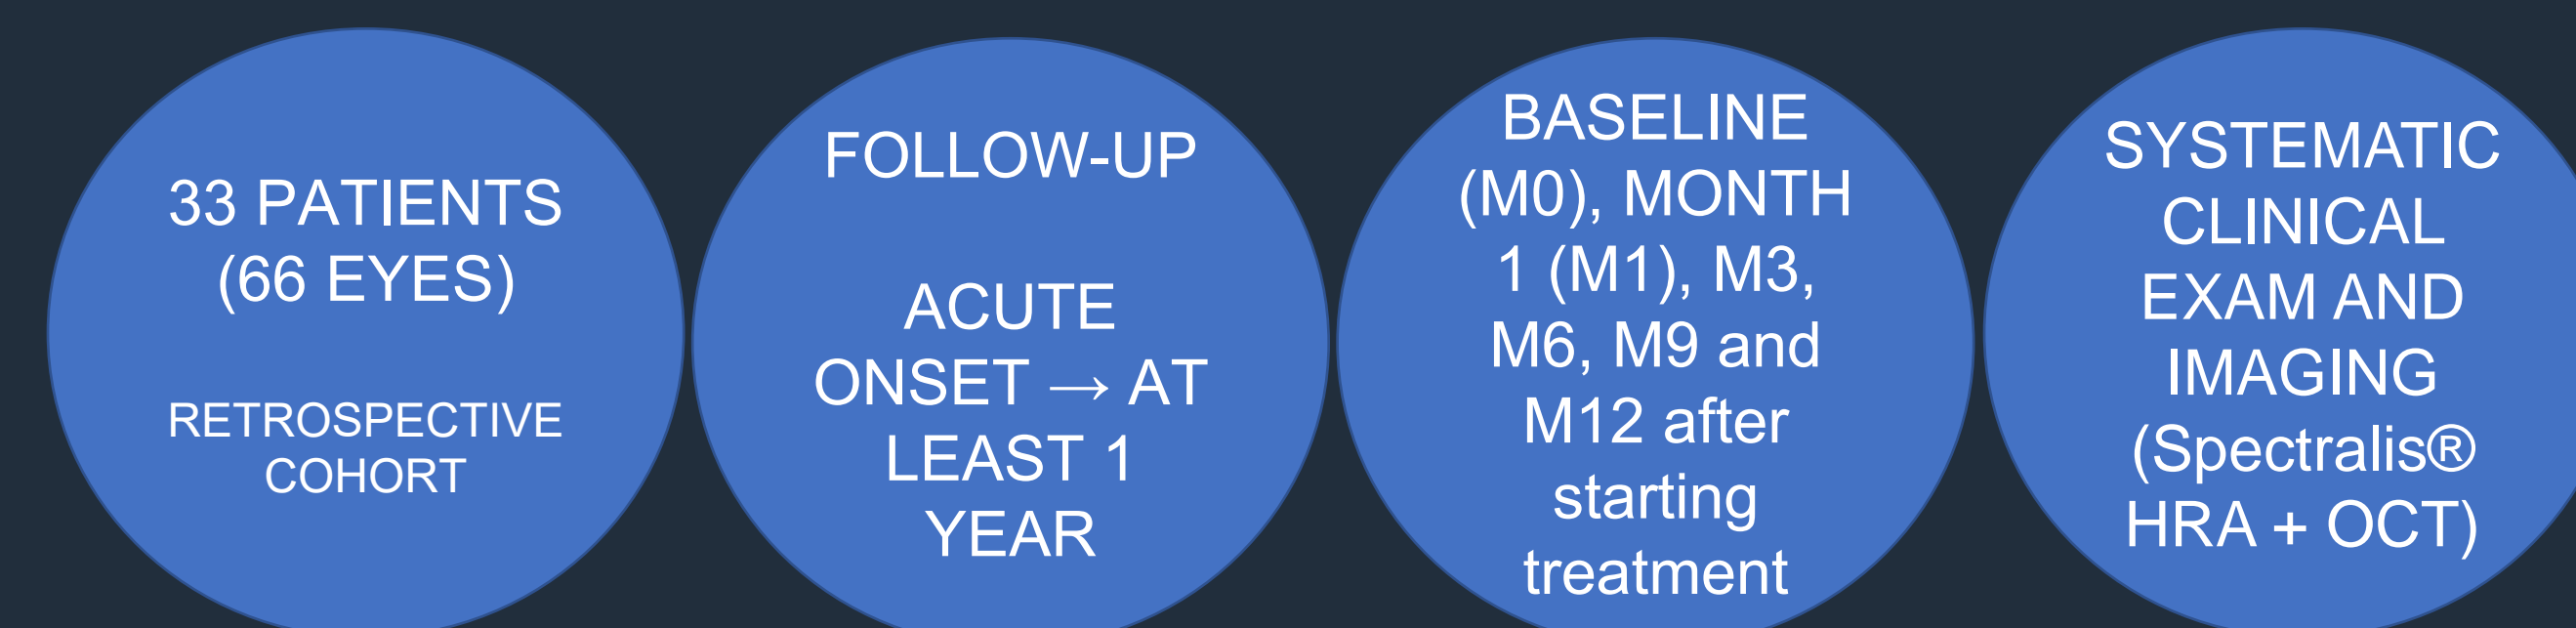 33 PATIENTS
(66 EYES)
RETROSPECTIVE
COHORT
FOLLOW-UP
ACUTE
ONSET → AT
LEAST 1
YEAR
BASELINE
(M0), MONTH
1 (M1), M3,
M6, M9 and
M12 after
starting
treatment
SYSTEMATIC
CLINICAL
EXAM AND
IMAGING
(Spectralis®
HRA + OCT)